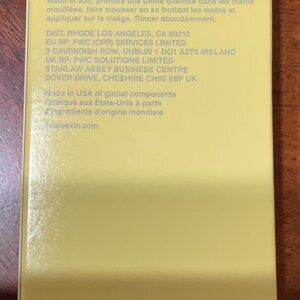 Matin et soir, prendre une petite quantité dans les mains
mouillées, faire mousser en se frottant les mains et
appliquer sur le visage. Rincer abondamment.
DIST. RHODE LOS ANGELES, CA 90212
EU RP: PWC (CPR) SERVICES LIMITED
3 CAVENDISH ROW, DUBLIN 1 DO1 A2T5 IRELAND
UK RP: PWC SOLUTIONS LIMITED
STANLAW ABBEY BUSINESS CENTRE
DOVER DRIVE, CHESHIRE CH65 9BF UK
Made in USA of global components
Fabriqué aux États-Unis à partir
d'ingrédients d'origine mondiale
rhodeskin.com